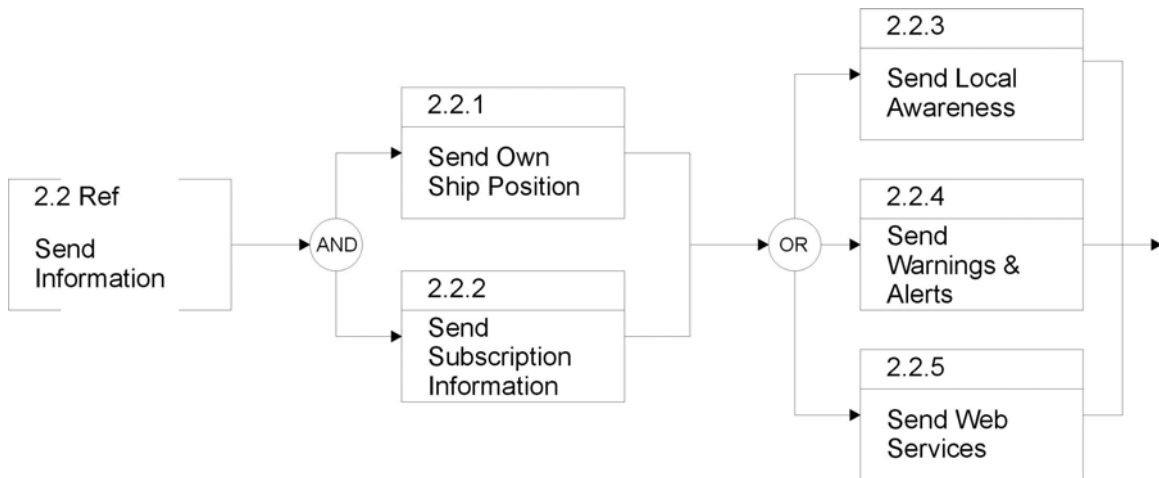 2.2 Ref
Send
Information
AND
2.2.1
Send Own
Ship Position
2.2.2
Send
Subscription
Information
OR
2.2.3
Send Local
Awareness
2.2.4
Send
Warnings &
Alerts
2.2.5
Send Web
Services